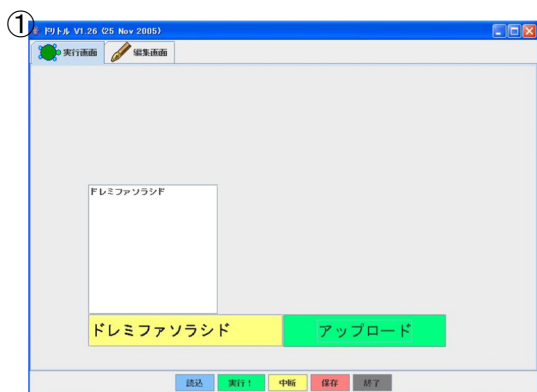 ①
ドリトル V1.26 (25 Nov 2005)
実行画面 編集画面
ドレミファソラシド
ドレミファソラシド アップロード
読込 実行! 中断 保存 終了